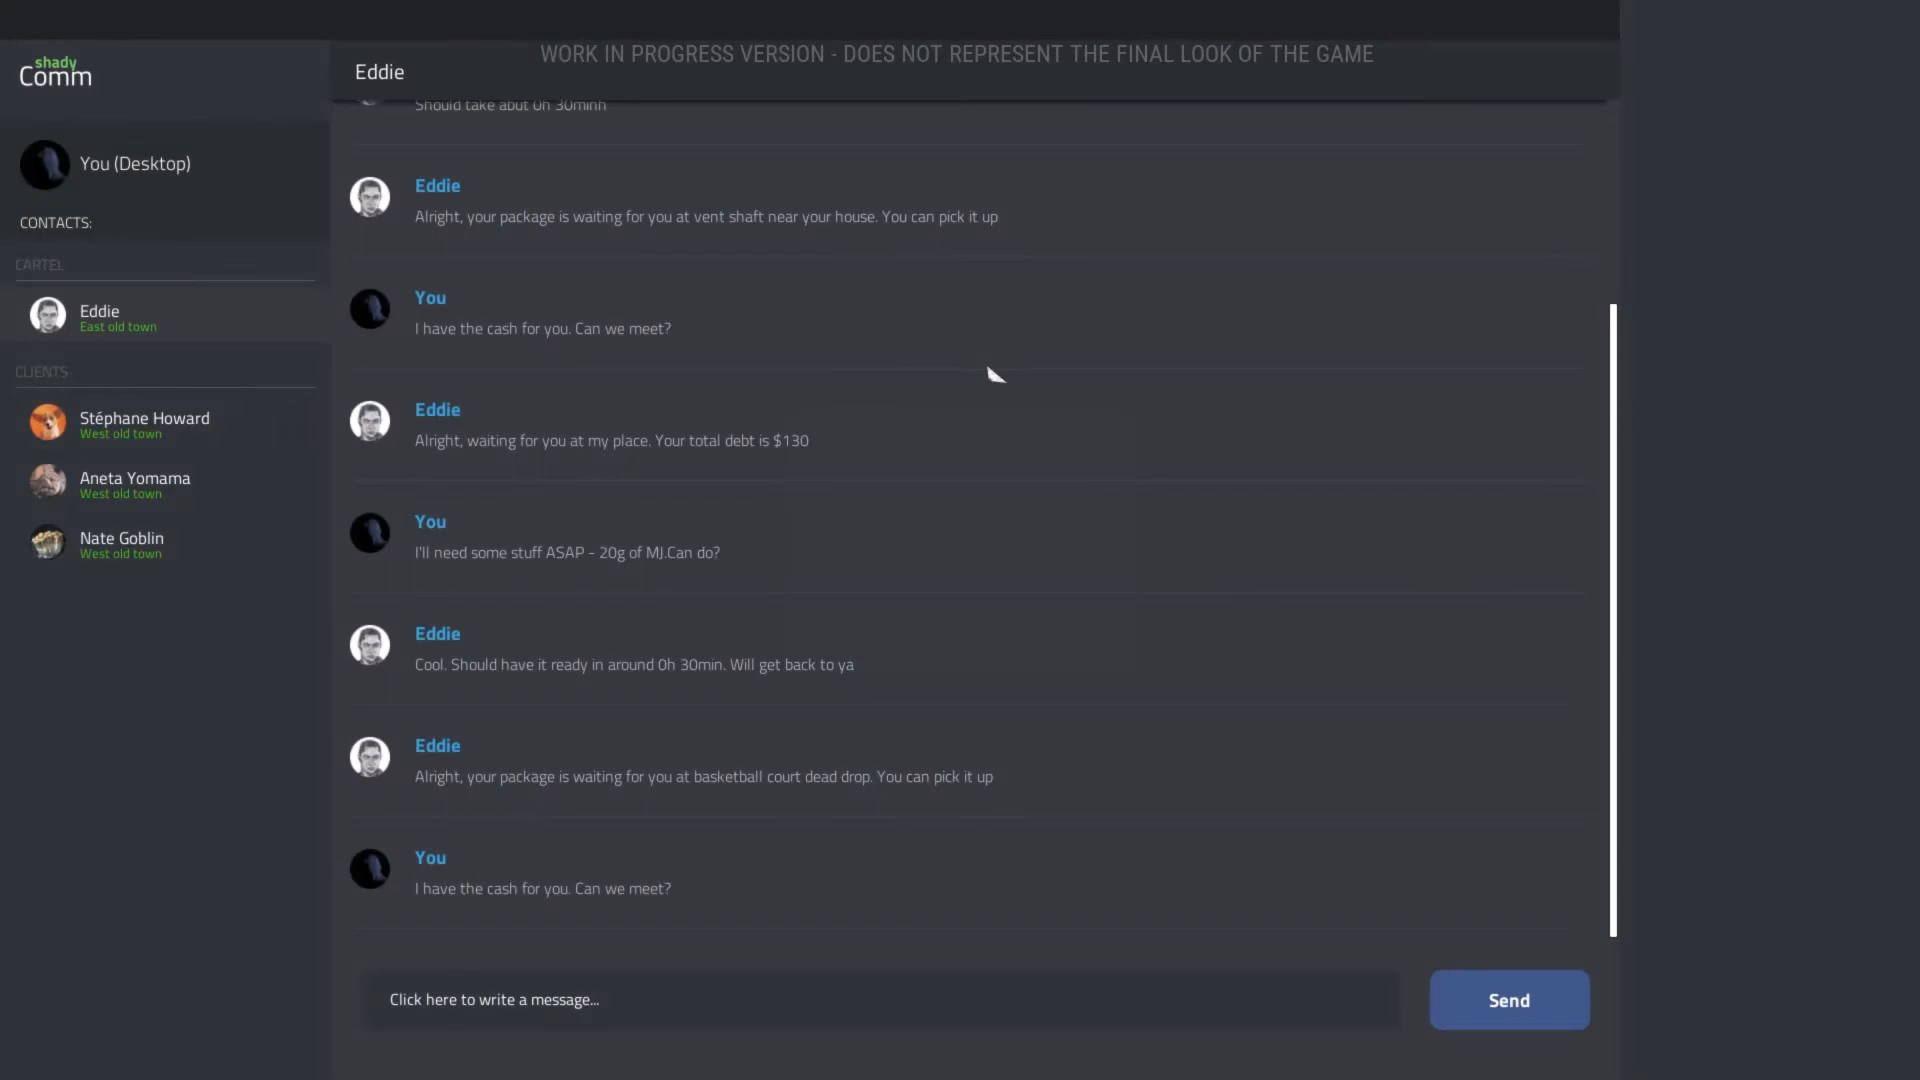 WORK IN PROGRESS VERSION - DOES NOT REPRESENT THE FINAL LOOK OF THE GAME
shady
Comm
Eddie
You (Desktop)
CONTACTS:
CARTEL
Eddie
East old town
CLIENTS
Stéphane Howard
West old town
Aneta Yomama
West old town
Nate Goblin
West old town
Should take abut 0h 30minh
Eddie
Alright, your package is waiting for you at vent shaft near your house. You can pick it up
You
I have the cash for you. Can we meet?
Eddie
Alright, waiting for you at my place. Your total debt is $130
You
I'll need some stuff ASAP - 20g of MJ.Can do?
Eddie
Cool. Should have it ready in around 0h 30min. Will get back to ya
Eddie
Alright, your package is waiting for you at basketball court dead drop. You can pick it up
You
I have the cash for you. Can we meet?
Click here to write a message...
Send